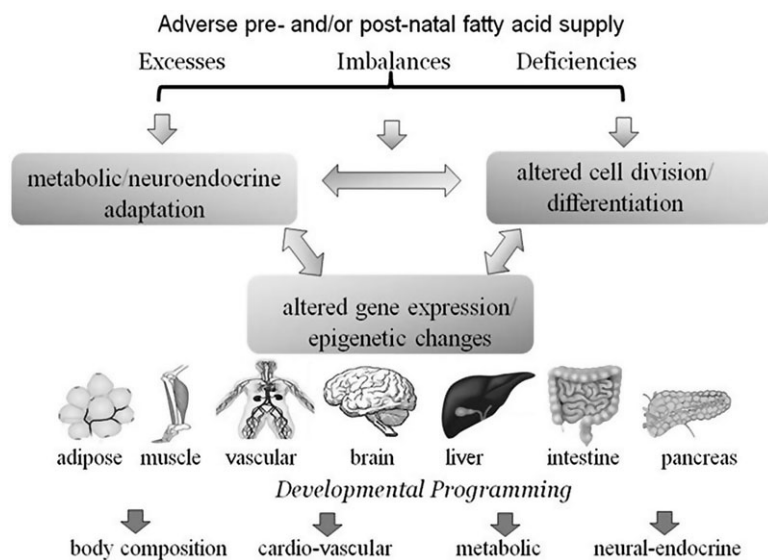 Adverse pre- and/or post-natal fatty acid supply
Excesses Imbalances Deficiencies
metabolic/neuroendocrine
adaptation
altered cell division/
differentiation
altered gene expression/
epigenetic changes
adipose muscle vascular brain liver intestine pancreas
Developmental Programming
body composition cardio-vascular metabolic neural-endocrine